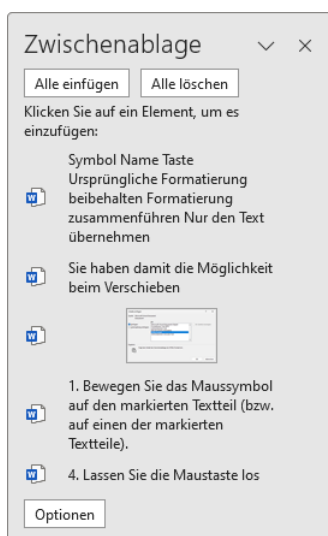 Zwischenablage
Alle einfügen Alle löschen
Klicken Sie auf ein Element, um es
einzufügen:
Symbol Name Taste
Ursprüngliche Formatierung
beibehalten Formatierung
zusammenführen Nur den Text
übernehmen
Sie haben damit die Möglichkeit
beim Verschieben
1. Bewegen Sie das Maussymbol
auf den markierten Textteil (bzw.
auf einen der markierten
Textteile).
4. Lassen Sie die Maustaste los
Optionen